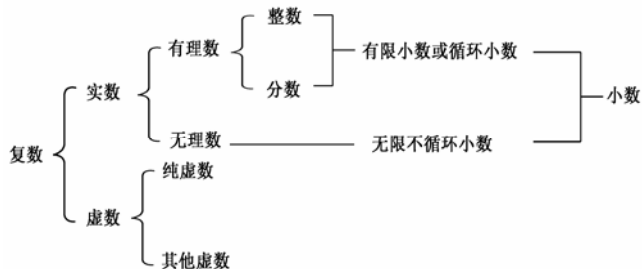 整数
有理数
有限小数或循环小数
实数
分数
小数
无理数
无限不循环小数
复数
纯虚数
虚数
其他虚数